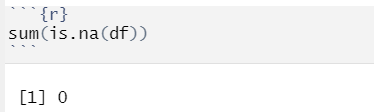 ```{r}
sum(is.na(df))
```
[1] 0